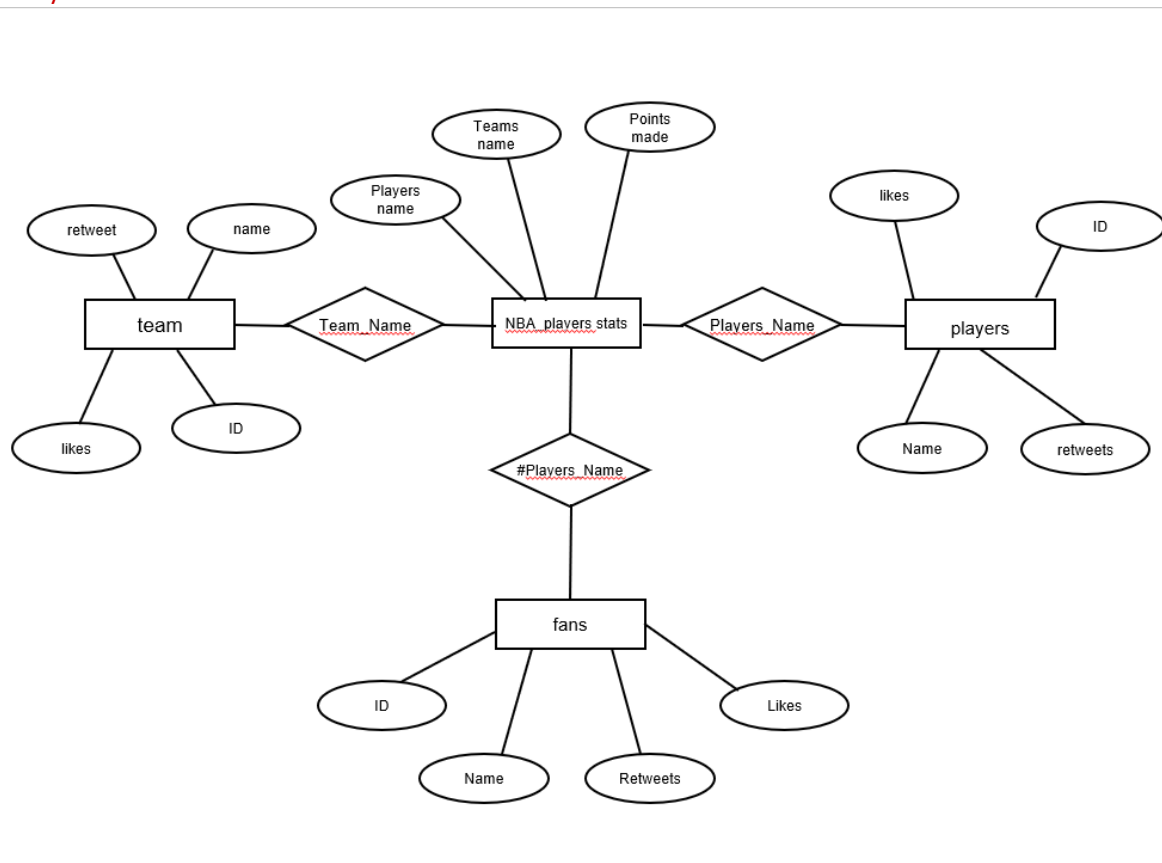 Teams
name
Points
made
Players
name
likes
retweet
name
ID
team
Team_Name
NBA_players stats
Players_Name
players
likes
ID
Name
retweets
#Players_Name
fans
ID
Likes
Name
Retweets